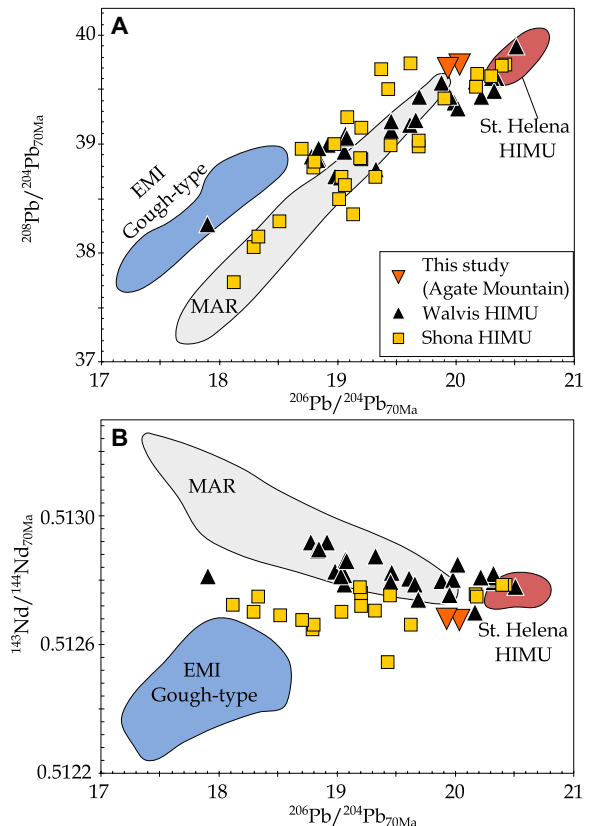 A
40
39
38
37
²⁰⁸Pb/²⁰⁴Pb₇₀Ma
EMI
Gough-type
MAR
St. Helena
HIMU
This study
(Agate Mountain)
Walvis HIMU
Shona HIMU
17
18
19
20
21
²⁰⁶Pb/²⁰⁴Pb₇₀Ma
B
0.5130
0.5126
0.5122
¹⁴³Nd/¹⁴⁴Nd₇₀Ma
MAR
EMI
Gough-type
St. Helena
HIMU
17
18
19
20
21
²⁰⁶Pb/²⁰⁴Pb₇₀Ma